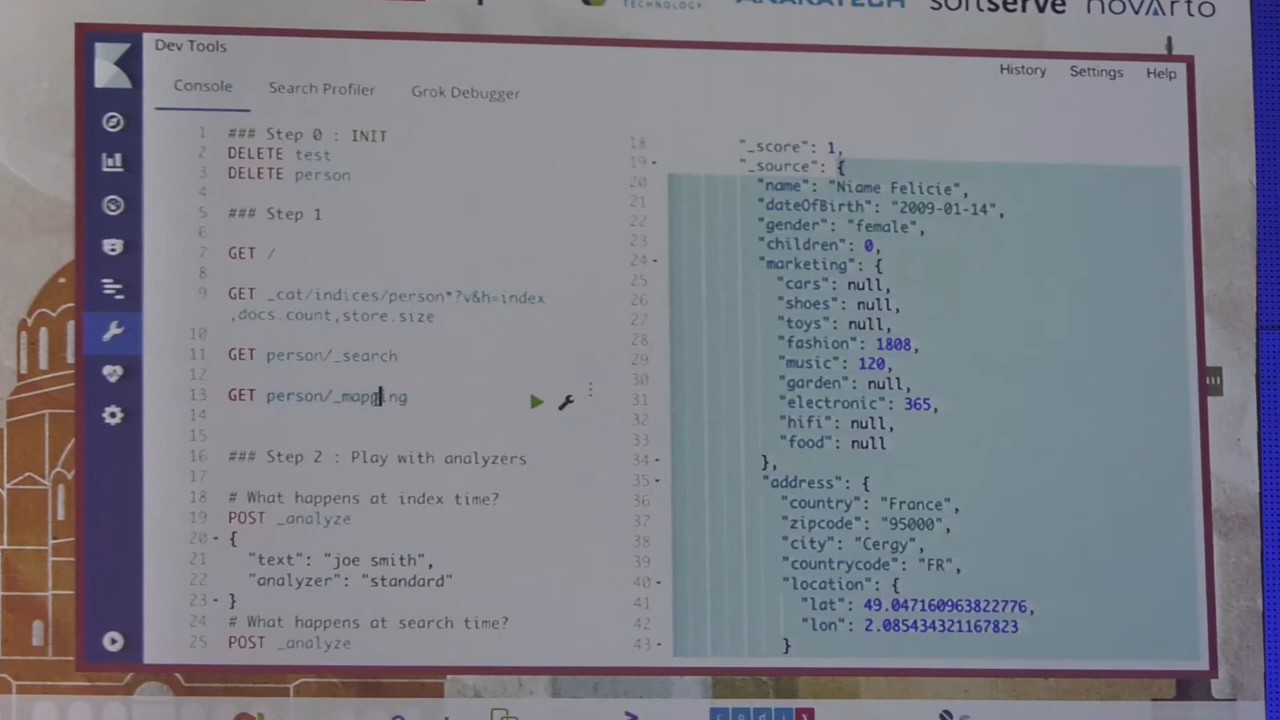 TECHNOLOGY
softserve
novArto
Dev Tools
History Settings Help
Console Search Profiler Grok Debugger
1 ### Step 0 : INIT
2 DELETE test
3 DELETE person
4
5 ### Step 1
6
7 GET /
8
9 GET _cat/indices/person*?v&h=index
,docs.count,store.size
10
11 GET person/_search
12
13 GET person/_mapping
14
15
16 ### Step 2 : Play with analyzers
17
18 # What happens at index time?
19 POST _analyze
20 - {
21 "text": "joe smith",
22 "analyzer": "standard"
23 - }
24 # What happens at search time?
25 POST _analyze
18 "_score": 1,
19 - "_source": {
20 "name": "Niame Felicie",
21 "dateOfBirth": "2009-01-14",
22 "gender": "female",
23 "children": 0,
24 - "marketing": {
25 "cars": null,
26 "shoes": null,
27 "toys": null,
28 "fashion": 1808,
29 "music": 120,
30 "garden": null,
31 "electronic": 365,
32 "hifi": null,
33 "food": null
34 - },
35 - "address": {
36 "country": "France",
37 "zipcode": "95000",
38 "city": "Cergy",
39 "countrycode": "FR",
40 - "location": {
41 "lat": 49.047160963822776,
42 "lon": 2.085434321167823
43 - }